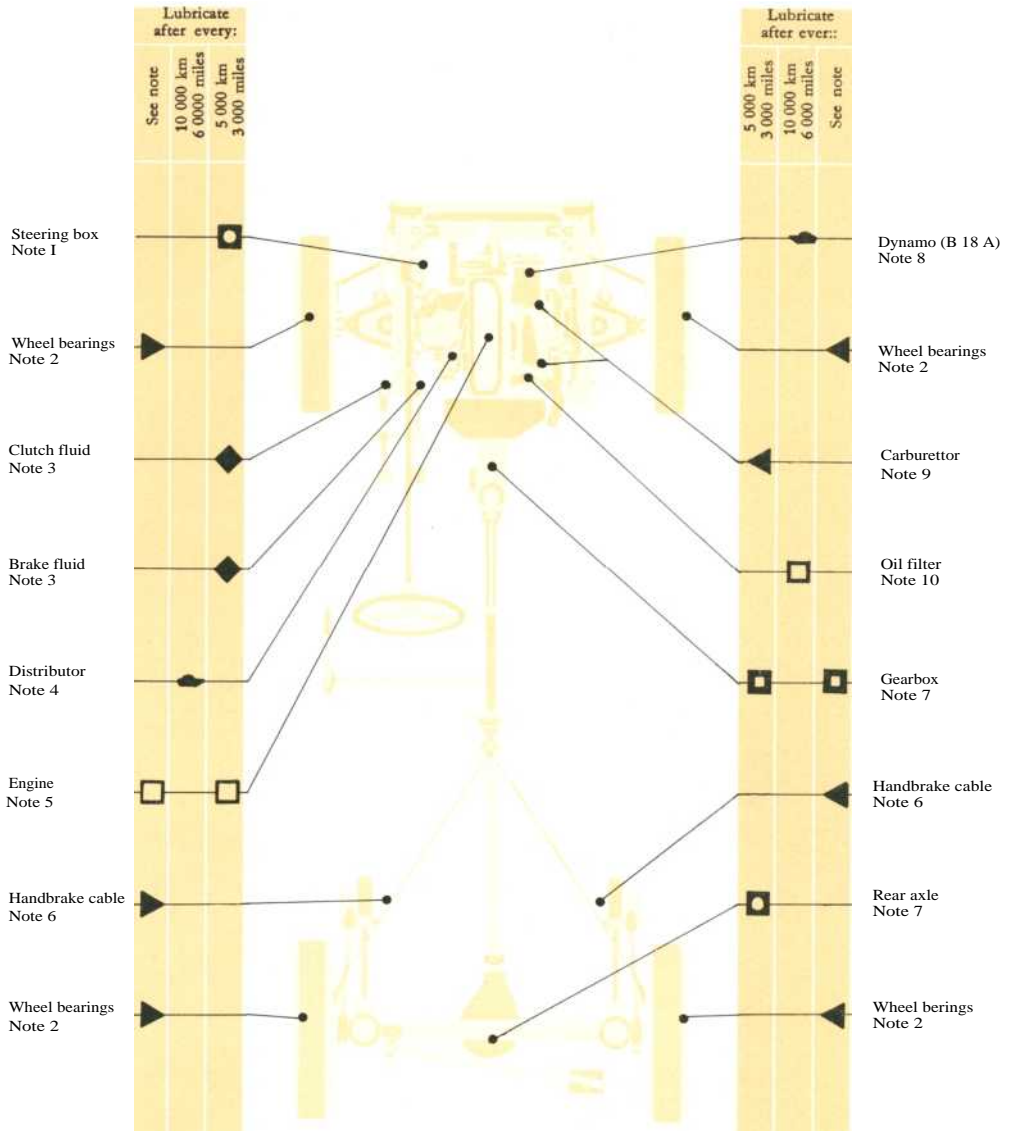 Lubricate
after every:
See note
10 000 km
6 0000 miles
5 000 km
3 000 miles
Lubricate
after ever::
5 000 km
3 000 miles
10 000 km
6 000 miles
See note
Steering box
Note I
Wheel bearings
Note 2
Clutch fluid
Note 3
Brake fluid
Note 3
Distributor
Note 4
Engine
Note 5
Handbrake cable
Note 6
Wheel bearings
Note 2
Dynamo (B 18 A)
Note 8
Wheel bearings
Note 2
Carburettor
Note 9
Oil filter
Note 10
Gearbox
Note 7
Handbrake cable
Note 6
Rear axle
Note 7
Wheel berings
Note 2